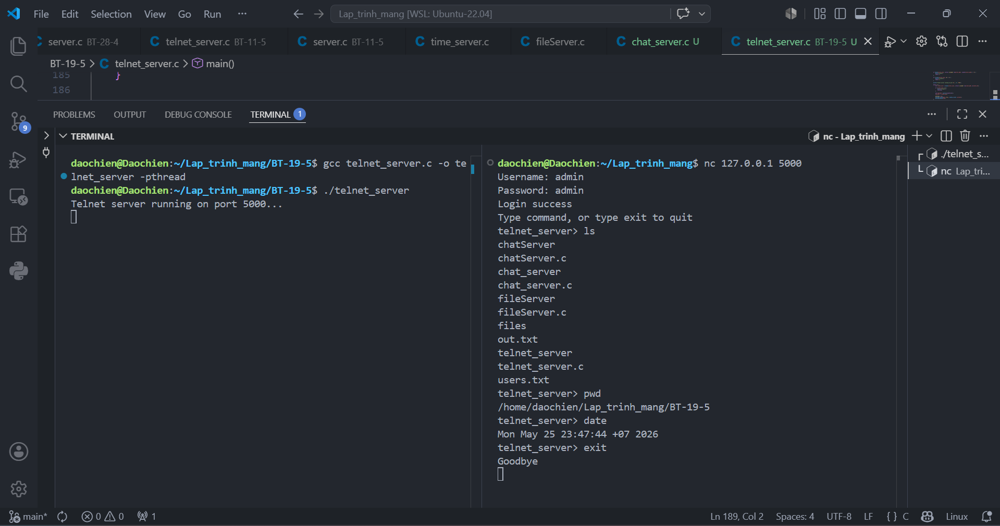 File Edit Selection View Go Run ··· Lap_trinh_mang [WSL: Ubuntu-22.04]
server.c BT-28-4 telnet_server.c BT-11-5 server.c BT-11-5 time_server.c fileServer.c chat_server.c U telnet_server.c BT-19-5 U
BT-19-5 > C telnet_server.c > main()
185 }
186
PROBLEMS OUTPUT DEBUG CONSOLE TERMINAL 1
9
TERMINAL
nc - Lap_trinh_mang
daochien@Daochien:~/Lap_trinh_mang/BT-19-5$ gcc telnet_server.c -o te
lnet_server -pthread
daochien@Daochien:~/Lap_trinh_mang/BT-19-5$ ./telnet_server
Telnet server running on port 5000...
daochien@Daochien:~/Lap_trinh_mang$ nc 127.0.0.1 5000
Username: admin
Password: admin
Login success
Type command, or type exit to quit
telnet_server> ls
chatServer
chatServer.c
chat_server
chat_server.c
fileServer
fileServer.c
files
out.txt
telnet_server
telnet_server.c
users.txt
telnet_server> pwd
/home/daochien/Lap_trinh_mang/BT-19-5
telnet_server> date
Mon May 25 23:47:44 +07 2026
telnet_server> exit
Goodbye
./telnet_s...
nc Lap_tri...
main* 0 0 1 Ln 189, Col 2 Spaces: 4 UTF-8 LF { } C Linux